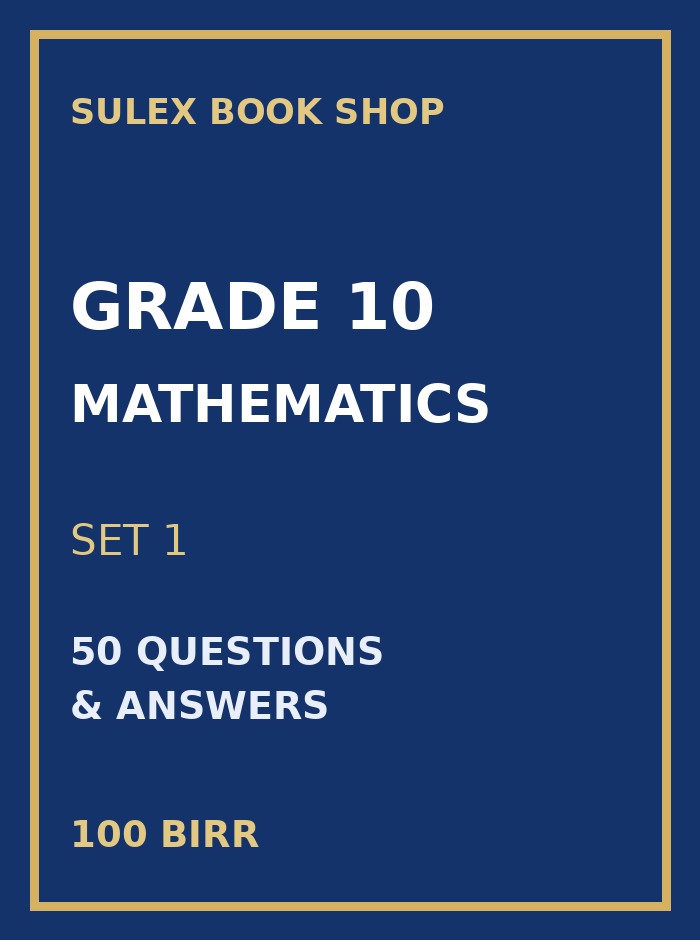 SULEX BOOK SHOP
GRADE 10
MATHEMATICS
SET 1
50 QUESTIONS
& ANSWERS
100 BIRR